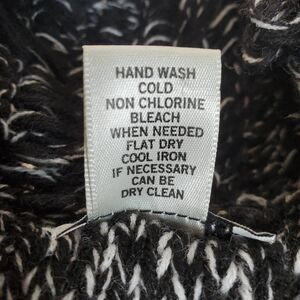 HAND WASH
COLD
NON CHLORINE
BLEACH
WHEN NEEDED
FLAT DRY
COOL IRON
IF NECESSARY
CAN BE
DRY CLEAN